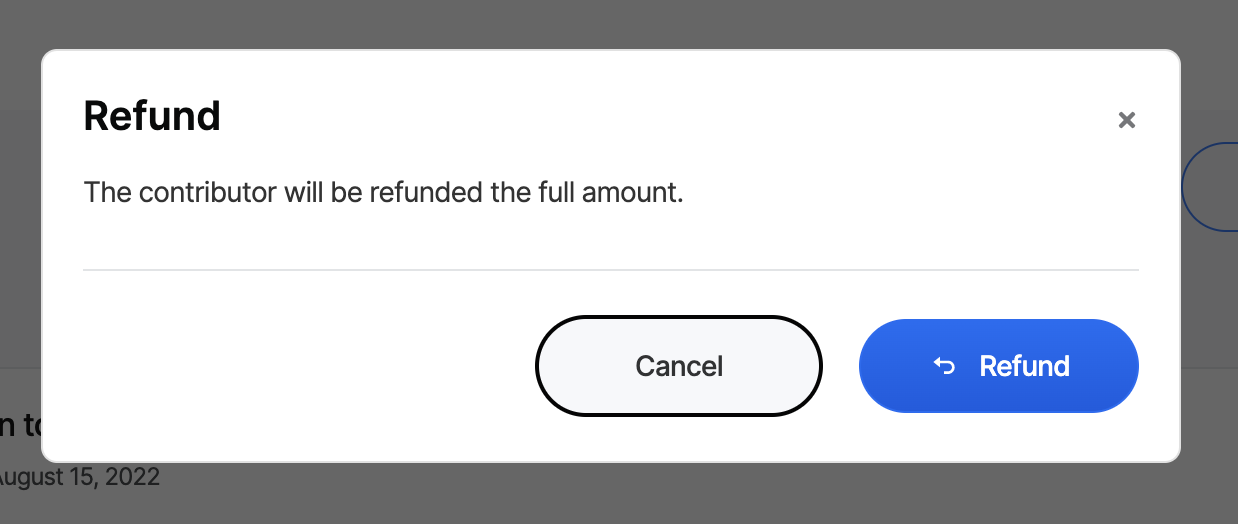 Refund
The contributor will be refunded the full amount.
Cancel
Refund
August 15, 2022